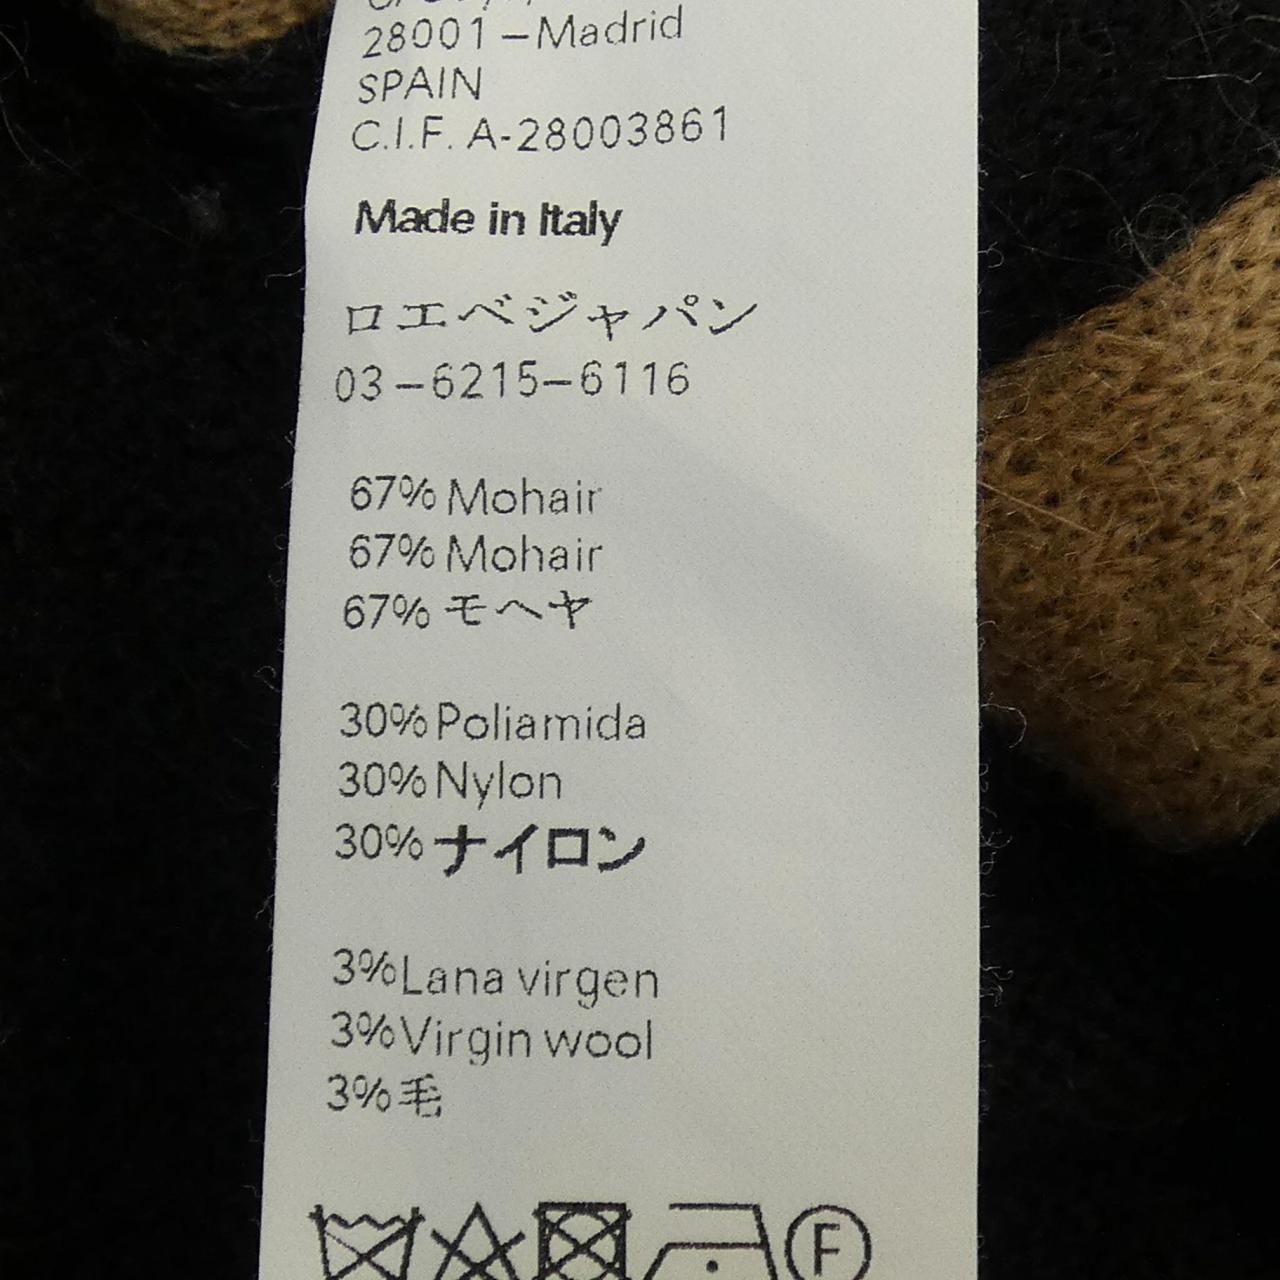 28001 – Madrid
SPAIN
C.I.F. A-28003861
Made in Italy
ロエベジャパン
03–6215–6116
67% Mohair
67% Mohair
67% モヘヤ
30% Poliamida
30% Nylon
30% ナイロン
3% Lana virgen
3% Virgin wool
3% 毛
F